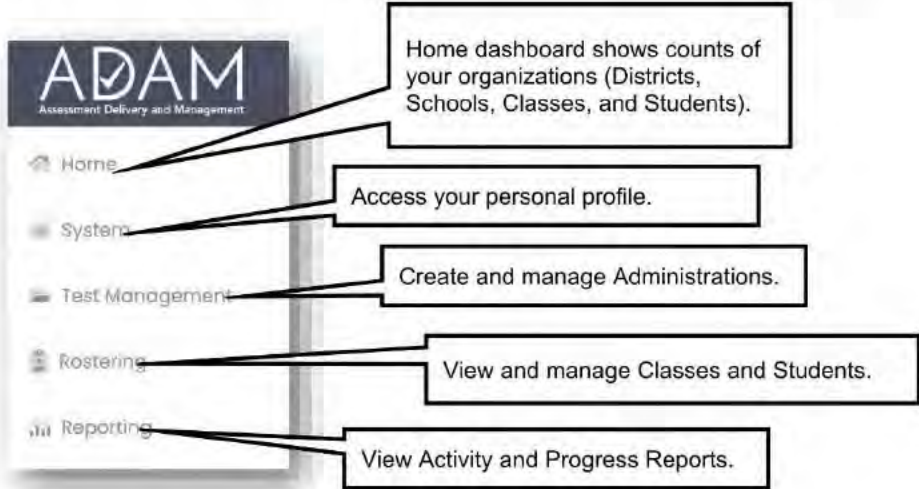 ADAM
Assessment Delivery and Management
Home
System
Test Management
Rostering
Reporting
Home dashboard shows counts of
your organizations (Districts,
Schools, Classes, and Students).
Access your personal profile.
Create and manage Administrations.
View and manage Classes and Students.
View Activity and Progress Reports.